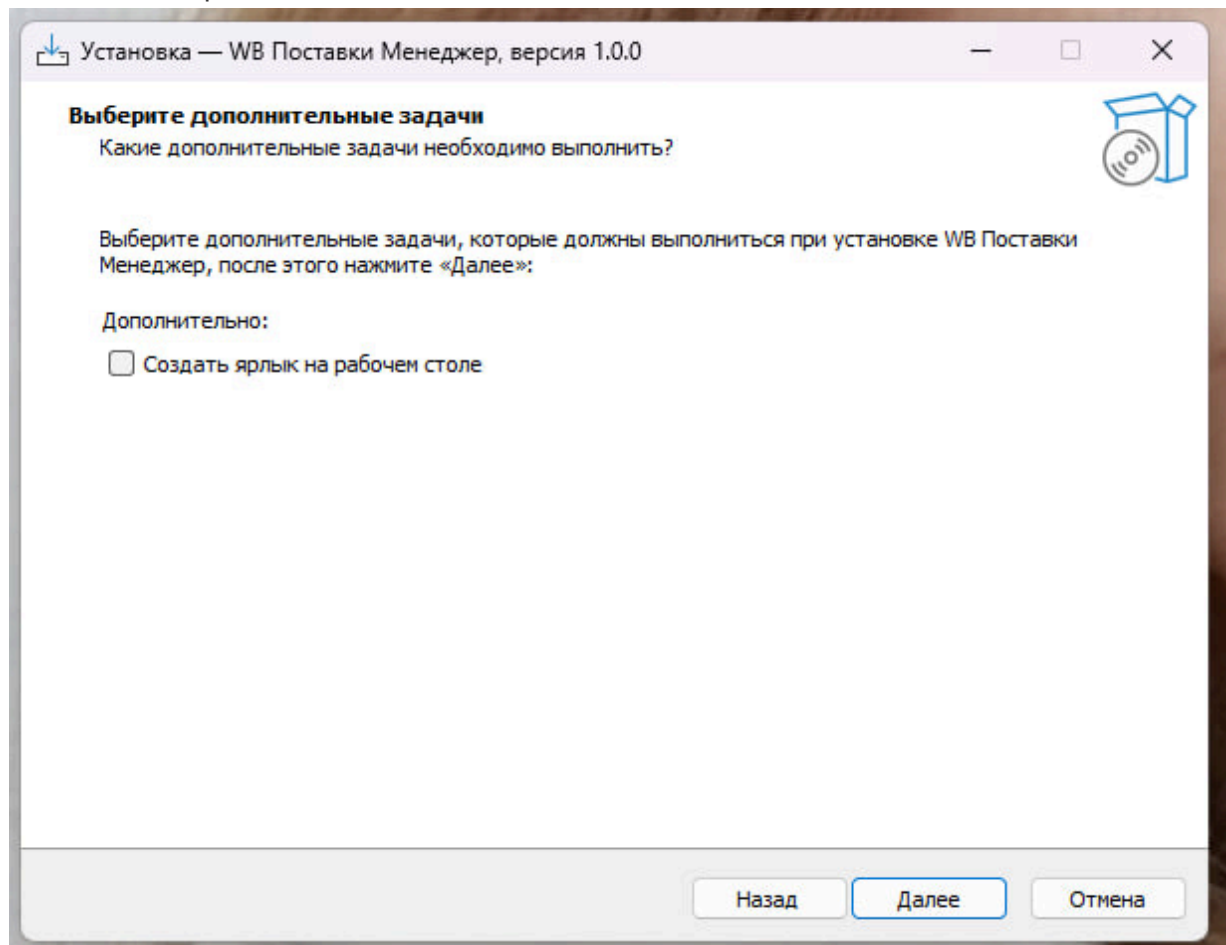 Установка — WB Поставки Менеджер, версия 1.0.0
Выберите дополнительные задачи
Какие дополнительные задачи необходимо выполнить?
Выберите дополнительные задачи, которые должны выполниться при установке WB Поставки
Менеджер, после этого нажмите «Далее»:
Дополнительно:
Создать ярлык на рабочем столе
Назад
Далее
Отмена